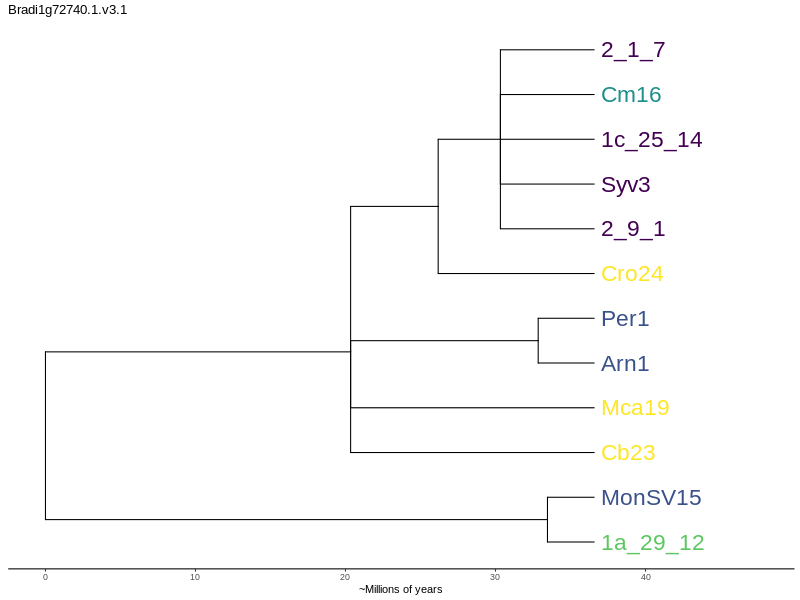 Bradi1g72740.1.v3.1
2_1_7
Cm16
1c_25_14
Syv3
2_9_1
Cro24
Per1
Arn1
Mca19
Cb23
MonSV15
1a_29_12
0 10 20 30 40
~Millions of years